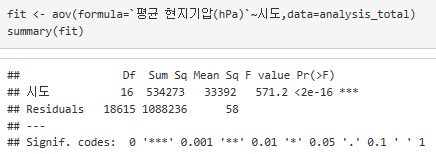 fit <- aov(formula=`평균 현지기압(hPa)`~시도,data=analysis_total)
summary(fit)
## Df Sum Sq Mean Sq F value Pr(>F)
## 시도 16 534273 33392 571.2 <2e-16 ***
## Residuals 18615 1088236 58
## ---
## Signif. codes: 0 '***' 0.001 '**' 0.01 '*' 0.05 '.' 0.1 ' ' 1